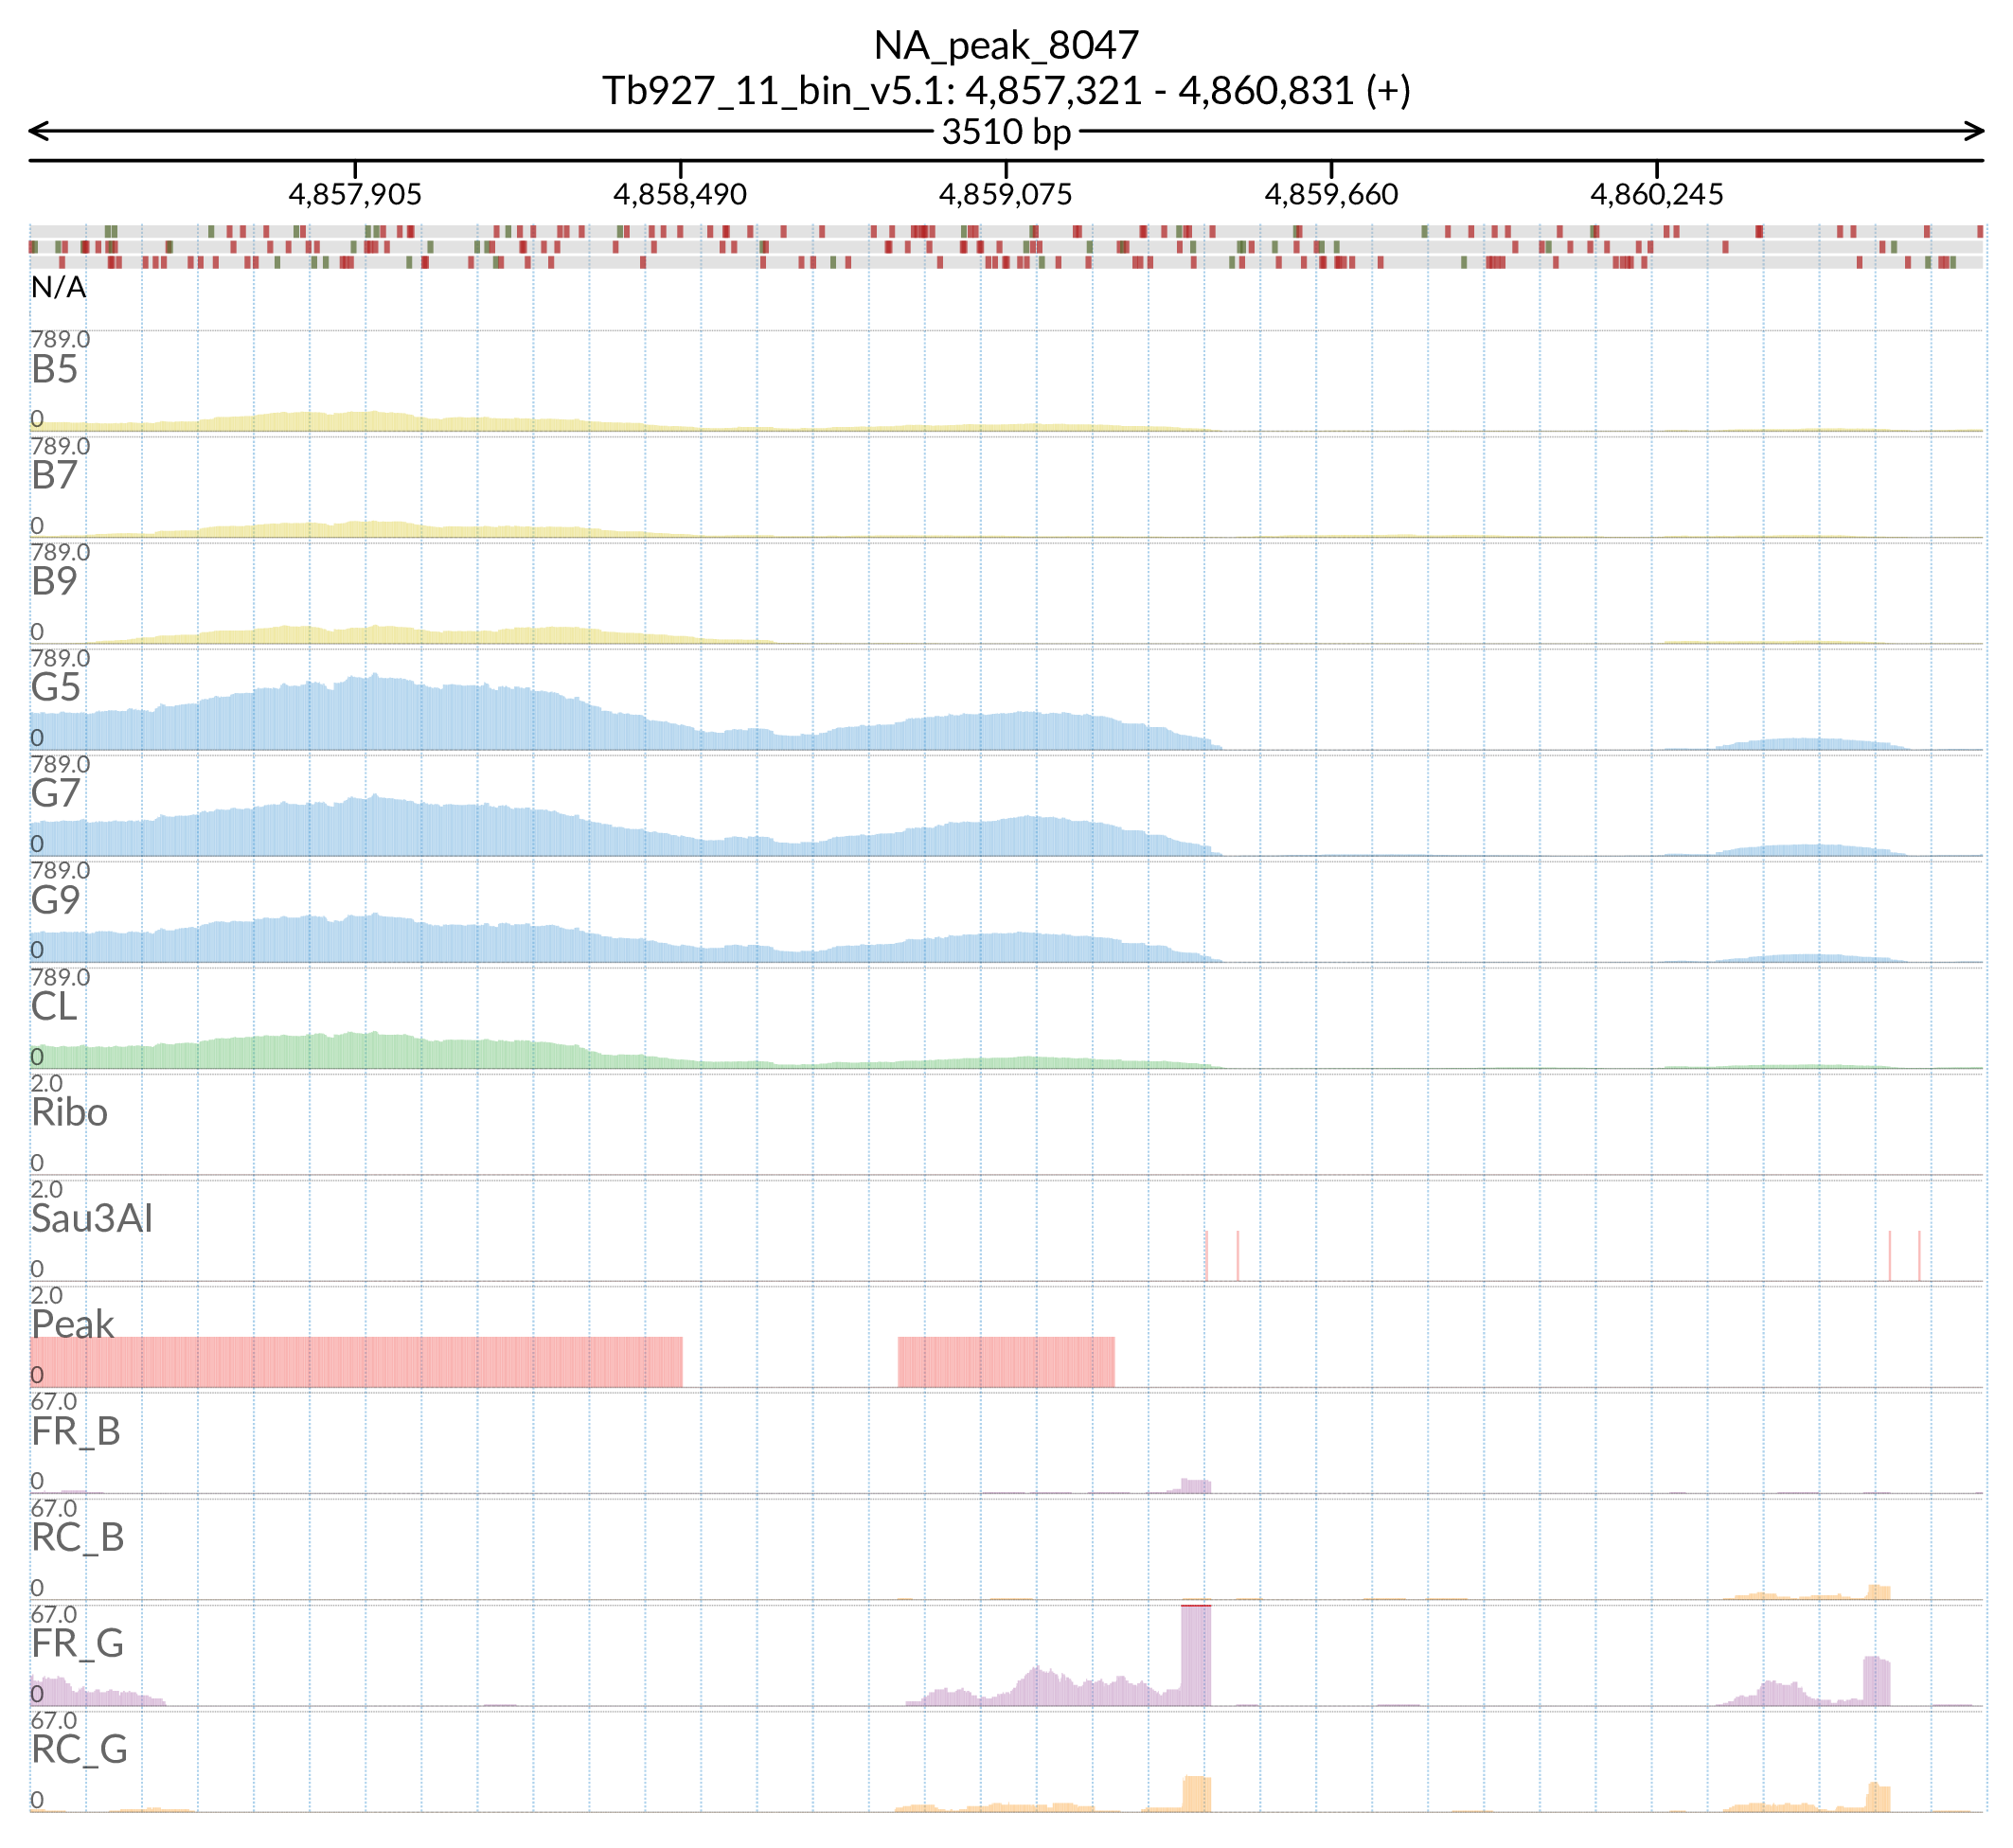 NA_peak_8047
Tb927_11_bin_v5.1: 4,857,321 - 4,860,831 (+)
3510 bp
4,857,905 4,858,490 4,859,075 4,859,660 4,860,245
N/A
789.0
B5
0
789.0
B7
0
789.0
B9
0
789.0
G5
0
789.0
G7
0
789.0
G9
0
789.0
CL
0
2.0
Ribo
0
2.0
Sau3AI
0
2.0
Peak
0
67.0
FR_B
0
67.0
RC_B
0
67.0
FR_G
0
67.0
RC_G
0